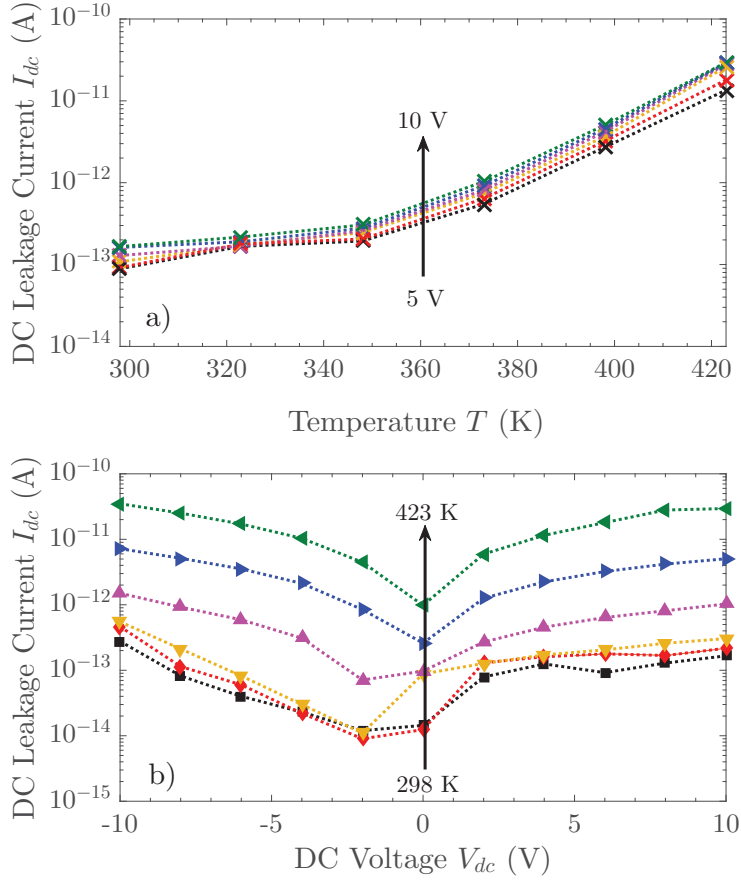 10⁻¹⁰
10⁻¹¹
10⁻¹²
10⁻¹³
10⁻¹⁴
DC Leakage Current I_dc (A)
10 V
5 V
a)
300 320 340 360 380 400 420
Temperature T (K)
10⁻¹⁰
10⁻¹¹
10⁻¹²
10⁻¹³
10⁻¹⁴
10⁻¹⁵
DC Leakage Current I_dc (A)
423 K
298 K
b)
-10 -5 0 5 10
DC Voltage V_dc (V)